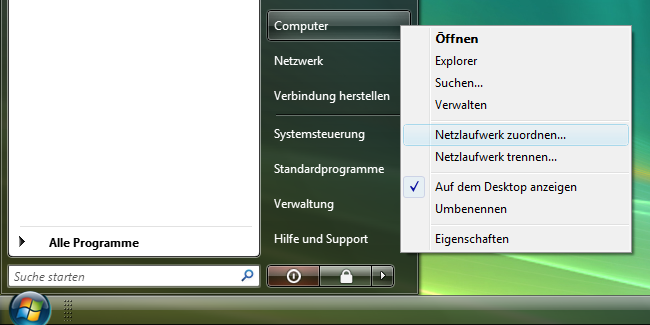 Computer
Netzwerk
Verbindung herstellen
Systemsteuerung
Standardprogramme
Verwaltung
Hilfe und Support
Alle Programme
Suche starten
Öffnen
Explorer
Suchen...
Verwalten
Netzlaufwerk zuordnen...
Netzlaufwerk trennen...
Auf dem Desktop anzeigen
Umbenennen
Eigenschaften